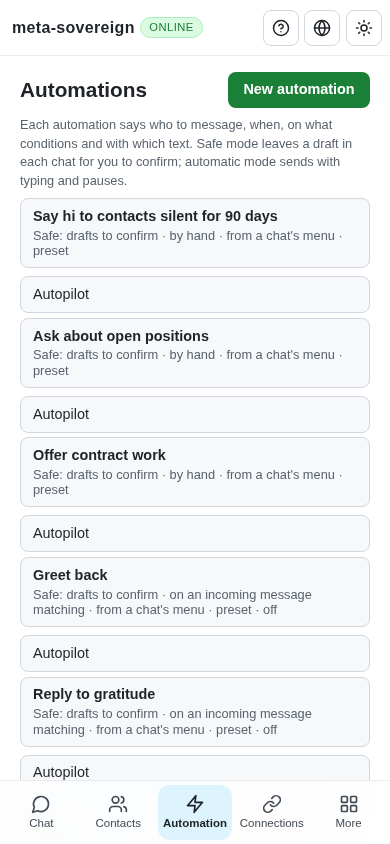 meta-sovereign ONLINE
Automations
New automation
Each automation says who to message, when, on what
conditions and with which text. Safe mode leaves a draft in
each chat for you to confirm; automatic mode sends with
typing and pauses.
Say hi to contacts silent for 90 days
Safe: drafts to confirm · by hand · from a chat's menu ·
preset
Autopilot
Ask about open positions
Safe: drafts to confirm · by hand · from a chat's menu ·
preset
Autopilot
Offer contract work
Safe: drafts to confirm · by hand · from a chat's menu ·
preset
Autopilot
Greet back
Safe: drafts to confirm · on an incoming message
matching · from a chat's menu · preset · off
Autopilot
Reply to gratitude
Safe: drafts to confirm · on an incoming message
matching · from a chat's menu · preset · off
Autopilot
Chat Contacts Automation Connections More